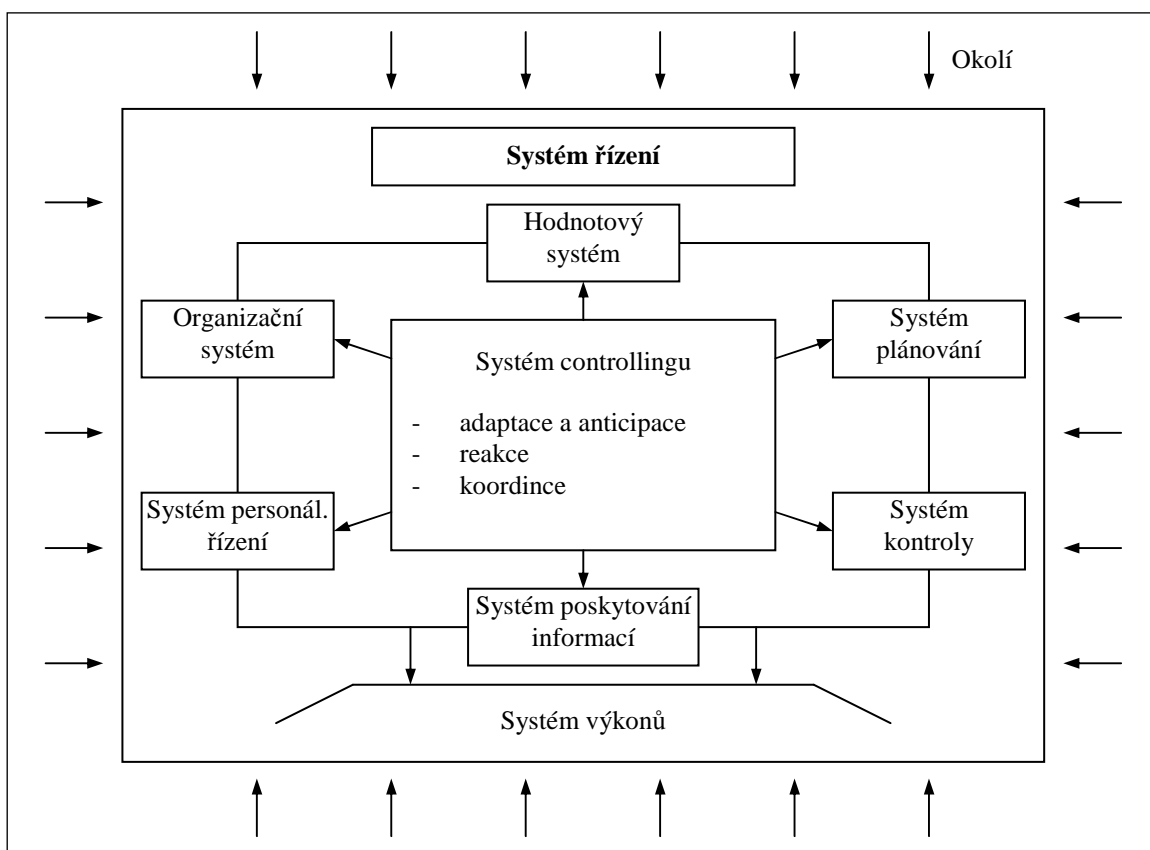 Okolí
Systém řízení
Hodnotový
systém
Organizační
systém
Systém
plánování
Systém controllingu
- adaptace a anticipace
- reakce
- koordince
Systém personál.
řízení
Systém
kontroly
Systém poskytování
informací
Systém výkonů